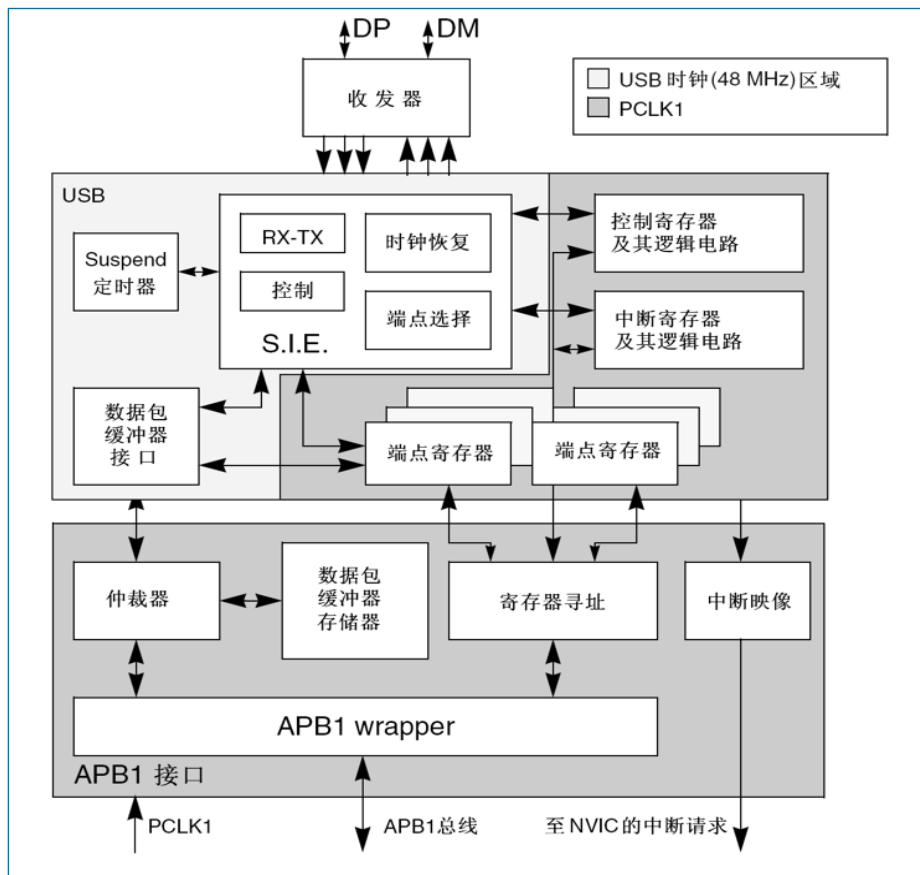 DP
DM
收发器
USB时钟(48 MHz)区域
PCLK1
USB
RX-TX
时钟恢复
Suspend
定时器
控制
端点选择
S.I.E.
控制寄存器
及其逻辑电路
中断寄存器
及其逻辑电路
数据包
缓冲器
接口
端点寄存器
端点寄存器
仲裁器
数据包
缓冲器
存储器
寄存器寻址
中断映像
APB1 wrapper
APB1 接口
PCLK1
APB1总线
至NVIC的中断请求